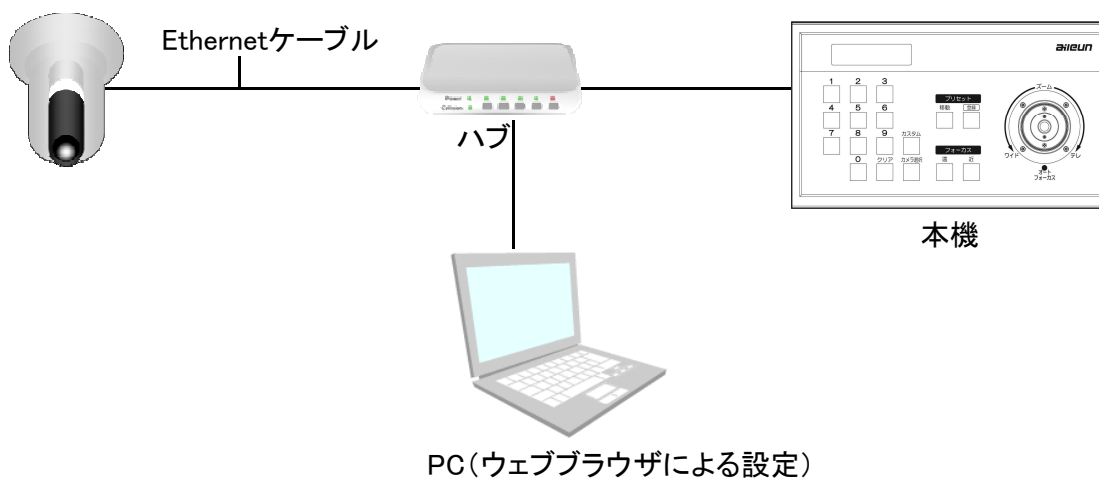 Ethernetケーブル
Power
Collision
ハブ
aileun
1 2 3
4 5 6
7 8 9 カスタム
0 クリア カメラ選択
プリセット
移動 登録
フォーカス
遠 近
ズーム
ワイド テレ
オート
フォーカス
本機
PC(ウェブブラウザによる設定)